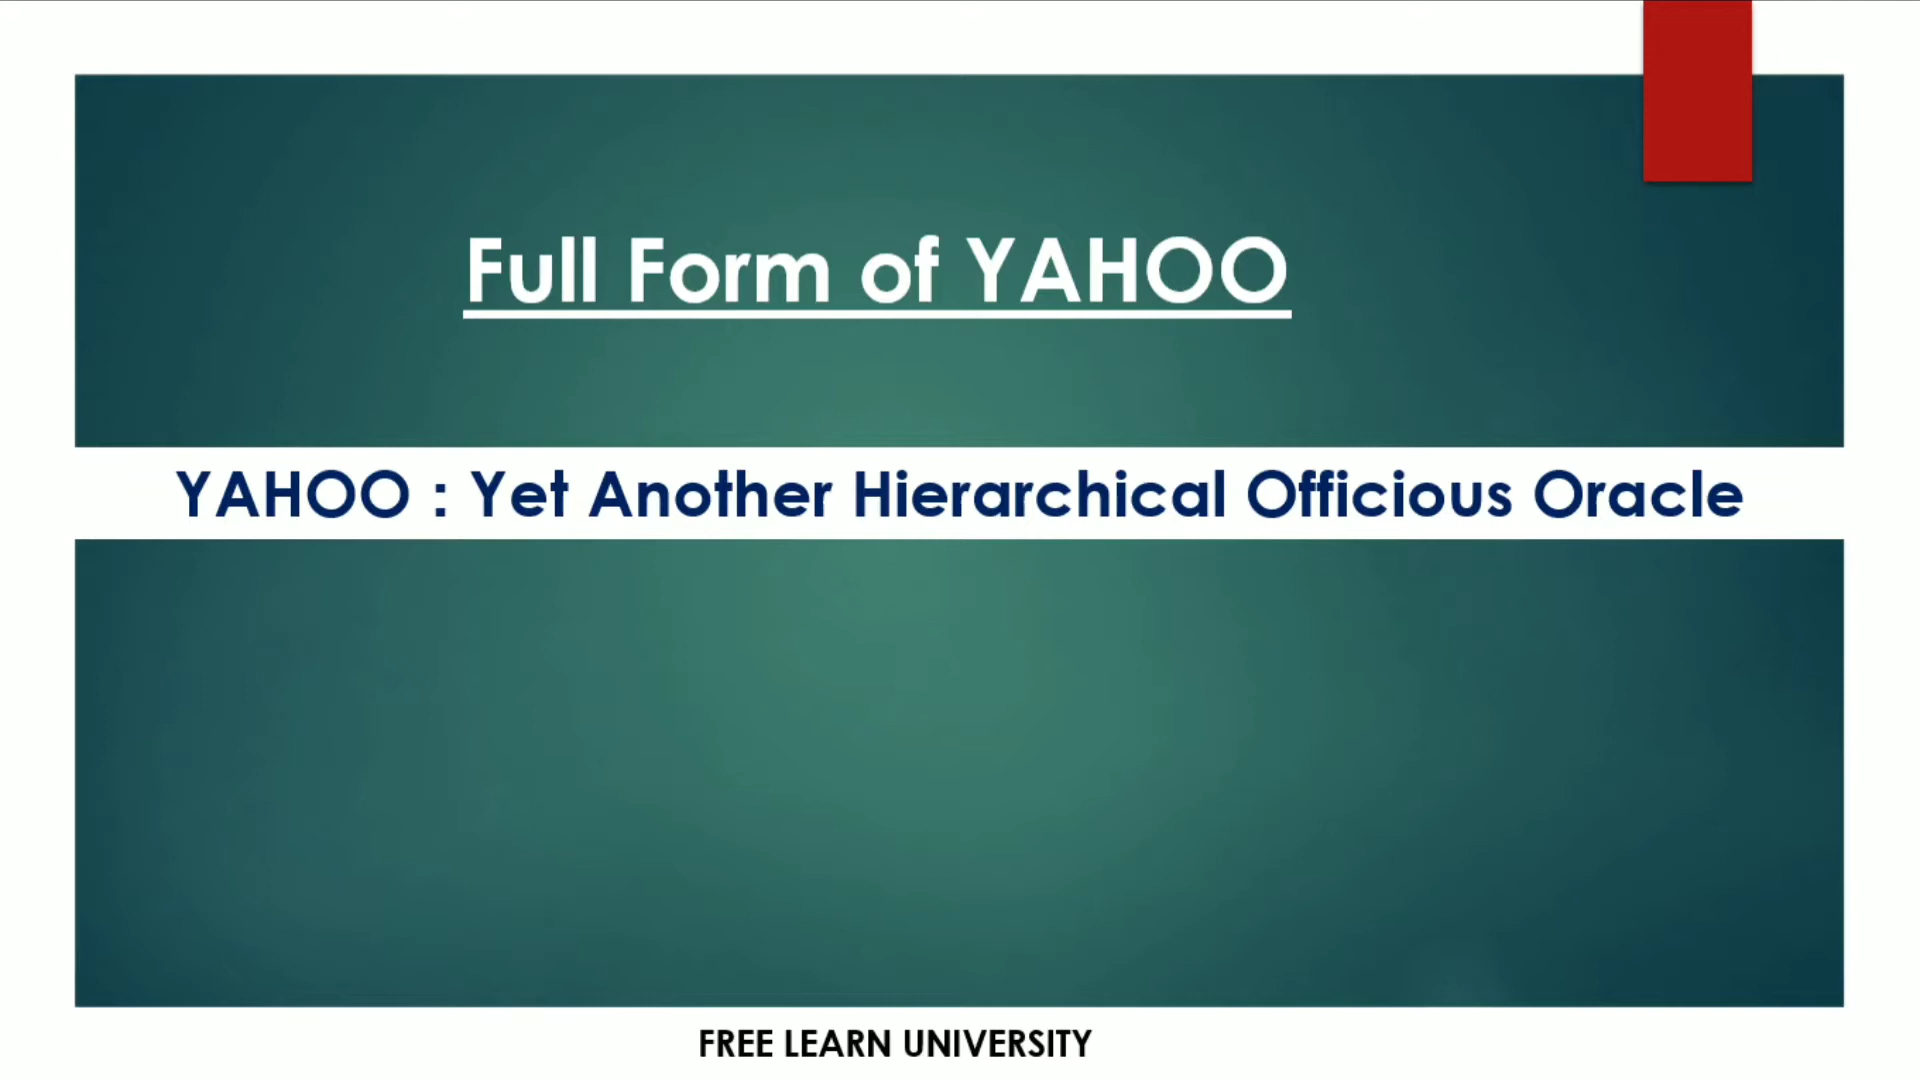 Full Form of YAHOO
YAHOO : Yet Another Hierarchical Officious Oracle
FREE LEARN UNIVERSITY